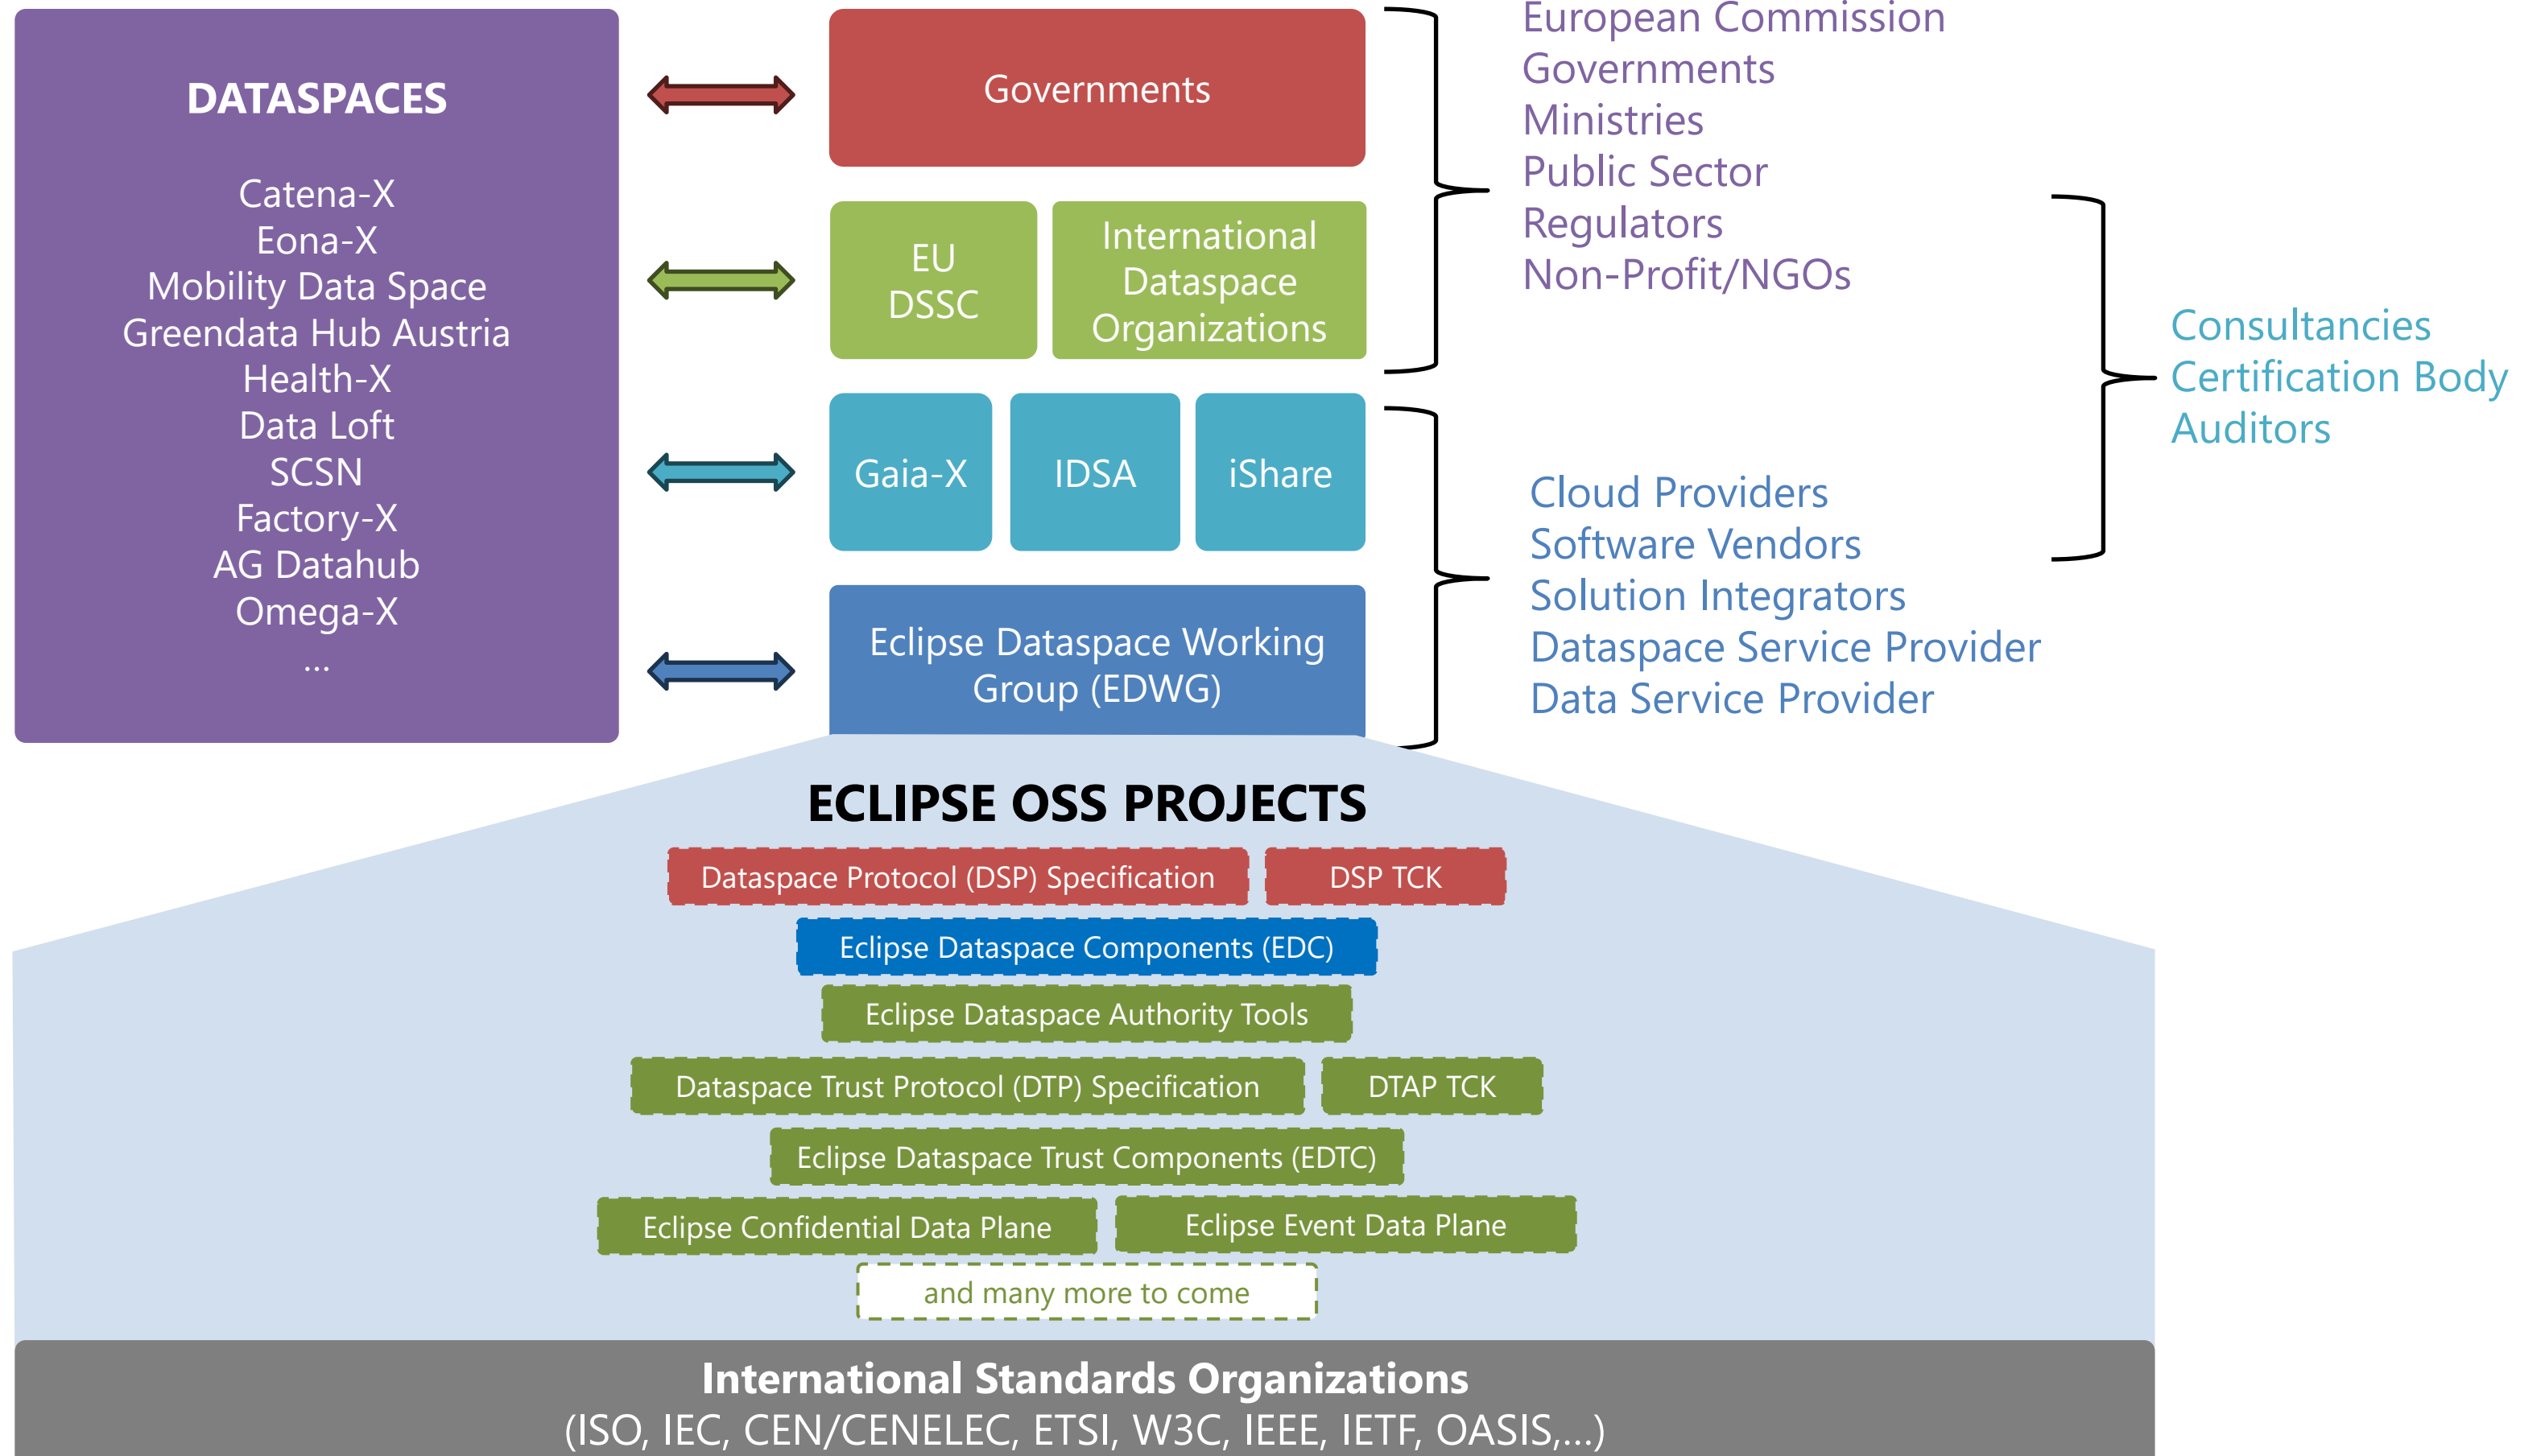 DATASPACES
Catena-X
Eona-X
Mobility Data Space
Greendata Hub Austria
Health-X
Data Loft
SCSN
Factory-X
AG Datahub
Omega-X
...
Governments
EU
DSSC
International
Dataspace
Organizations
Gaia-X
IDSA
iShare
Eclipse Dataspace Working
Group (EDWG)
European Commission
Governments
Ministries
Public Sector
Regulators
Non-Profit/NGOs
Cloud Providers
Software Vendors
Solution Integrators
Dataspace Service Provider
Data Service Provider
Consultancies
Certification Body
Auditors
ECLIPSE OSS PROJECTS
Dataspace Protocol (DSP) Specification
DSP TCK
Eclipse Dataspace Components (EDC)
Eclipse Dataspace Authority Tools
Dataspace Trust Protocol (DTP) Specification
DTAP TCK
Eclipse Dataspace Trust Components (EDTC)
Eclipse Confidential Data Plane
Eclipse Event Data Plane
and many more to come
International Standards Organizations
(ISO, IEC, CEN/CENELEC, ETSI, W3C, IEEE, IETF, OASIS,...)